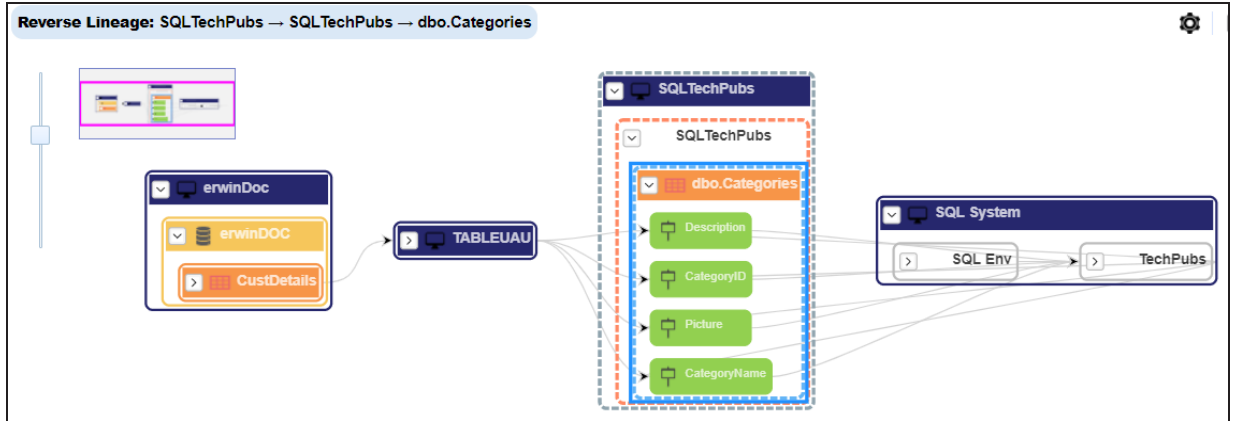 Reverse Lineage: SQLTechPubs → SQLTechPubs → dbo.Categories
SQLTechPubs
SQLTechPubs
dbo.Categories
Description
CategoryID
Picture
CategoryName
erwinDoc
erwinDOC
CustDetails
TABLEUAU
SQL System
SQL Env
TechPubs